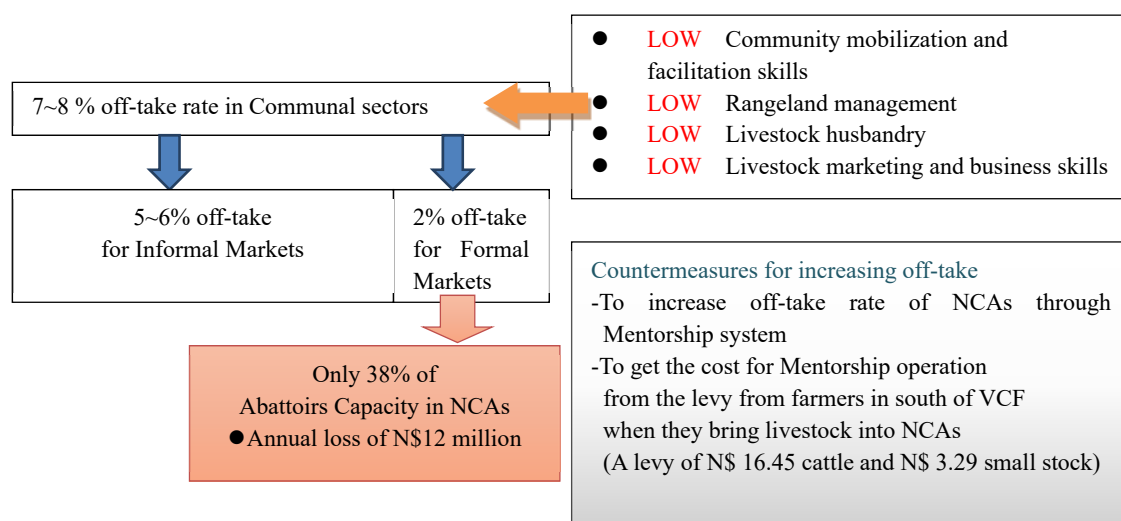 ● LOW Community mobilization and
facilitation skills
● LOW Rangeland management
● LOW Livestock husbandry
● LOW Livestock marketing and business skills
7~8 % off-take rate in Communal sectors
5~6% off-take
for Informal Markets
2% off-take
for Formal
Markets
Only 38% of
Abattoirs Capacity in NCAs
●Annual loss of N$12 million
Countermeasures for increasing off-take
-To increase off-take rate of NCAs through
Mentorship system
-To get the cost for Mentorship operation
from the levy from farmers in south of VCF
when they bring livestock into NCAs
(A levy of N$ 16.45 cattle and N$ 3.29 small stock)